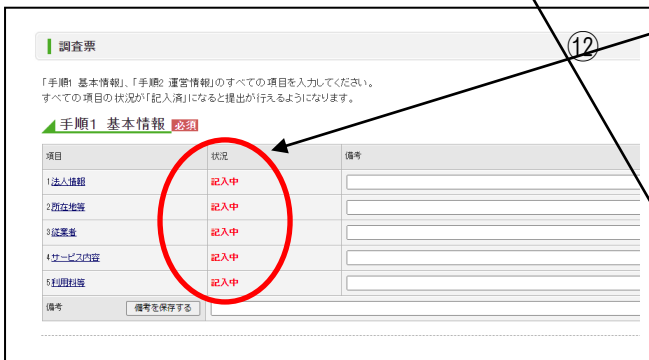 調査票
⑫
「手順1 基本情報」、「手順2 運営情報」のすべての項目を入力してください。
すべての項目の状況が「記入済」になると提出が行えるようになります。
手順1 基本情報 必須
項目 状況 備考
1法人情報 記入中
2所在地等 記入中
3従業者 記入中
4サービス内容 記入中
5利用料等 記入中
備考 備考を保存する